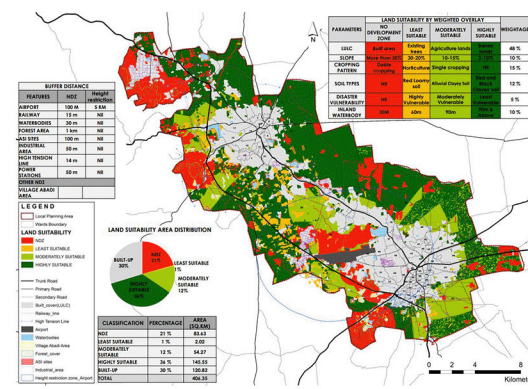 LAND SUITABILITY BY WEIGHTED OVERLAY
PARAMETERS NO DEVELOPMENT ZONE LEAST SUITABLE MODERATELY SUITABLE HIGHLY SUITABLE WEIGHTAGE
LULC Built area Existing trees Agriculture lands 48 %
SLOPE More than 30% 20-30% 10-15% 10 %
CROPPING PATTERN Double cropping Horticulture Single cropping Nil 15 %
SOIL TYPES Nil Red Loamy soil Alluvial Clayey Soil 12 %
DISASTER VULNERABILITY Nil Highly Vulnerable Moderately Vulnerable Least Vulnerable 5 %
INLAND WATERBODY 30m 60m 90m 10 %
N
BUFFER DISTANCE
FEATURES NDZ Height restriction
AIRPORT 100 M 5 KM
RAILWAY 15 m Nil
WATERBODIES 30 m Nil
FOREST AREA 1 km Nil
ASI SITES 100 m Nil
INDUSTRIAL AREA 50 m Nil
HIGH TENSION LINE 14 m Nil
POWER STATIONS 50 m Nil
OTHER NDZ
VILLAGE ABADI AREA
LEGEND
Local Planning Area
Wards Boundary
LAND SUITABILITY
NDZ
LEAST SUITABLE
MODERATELY SUITABLE
HIGHLY SUITABLE
Trunk Road
Primary Road
Secondary Road
Built_cover(LULC)
Railway_line
High Tension Line
Airport
Waterbodies
Village Abadi Area
Forest_cover
ASI sites
Industrial_area
Height restriction zone_Airport
LAND SUITABILITY AREA DISTRIBUTION
BUILT-UP 30%
NDZ 21%
LEAST SUITABLE 1%
MODERATELY SUITABLE 12%
HIGHLY SUITABLE 36%
CLASSIFICATION PERCENTAGE AREA (SQ.KM)
NDZ 21 % 83.63
LEAST SUITABLE 1 % 2.02
MODERATELY SUITABLE 12 % 54.27
HIGHLY SUITABLE 36 % 145.55
BUILT-UP 30 % 120.82
TOTAL 406.35
0 2 4 8
Kilomet